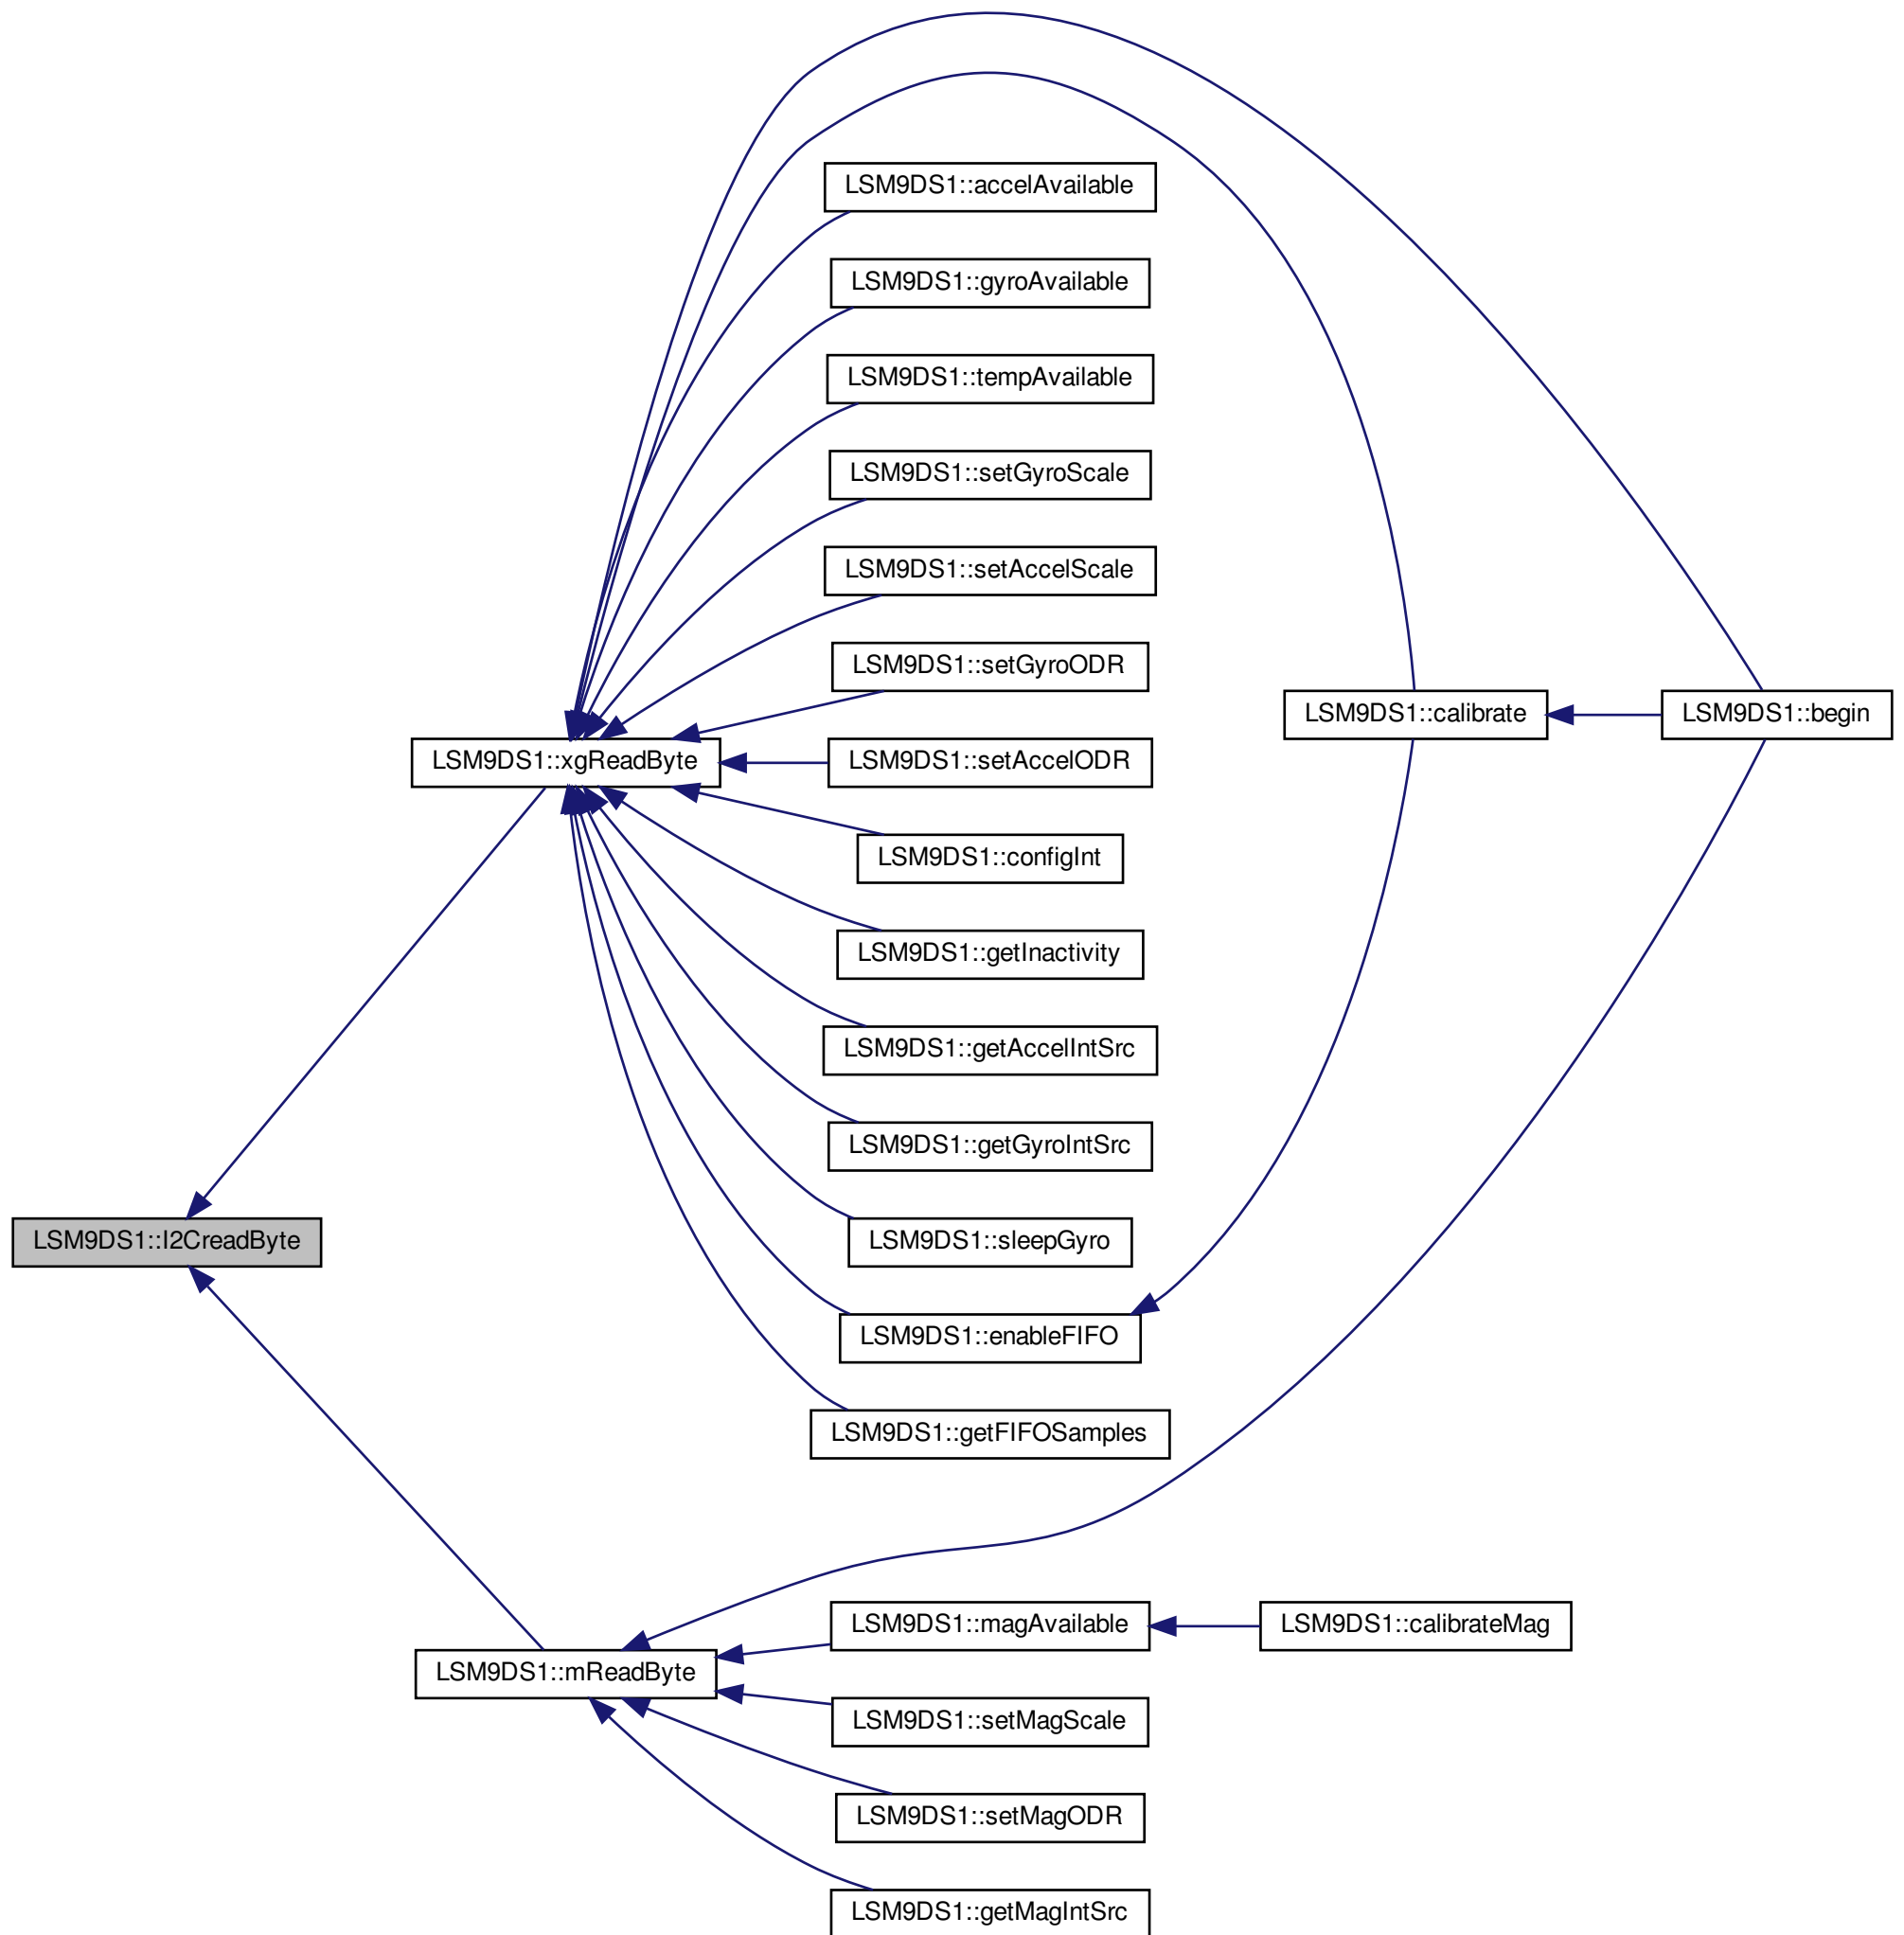 LSM9DS1::accelAvailable
LSM9DS1::gyroAvailable
LSM9DS1::tempAvailable
LSM9DS1::setGyroScale
LSM9DS1::setAccelScale
LSM9DS1::setGyroODR
LSM9DS1::calibrate
LSM9DS1::begin
LSM9DS1::xgReadByte
LSM9DS1::setAccelODR
LSM9DS1::configInt
LSM9DS1::getInactivity
LSM9DS1::getAccelIntSrc
LSM9DS1::getGyroIntSrc
LSM9DS1::I2CreadByte
LSM9DS1::sleepGyro
LSM9DS1::enableFIFO
LSM9DS1::getFIFOSamples
LSM9DS1::magAvailable
LSM9DS1::calibrateMag
LSM9DS1::mReadByte
LSM9DS1::setMagScale
LSM9DS1::setMagODR
LSM9DS1::getMagIntSrc